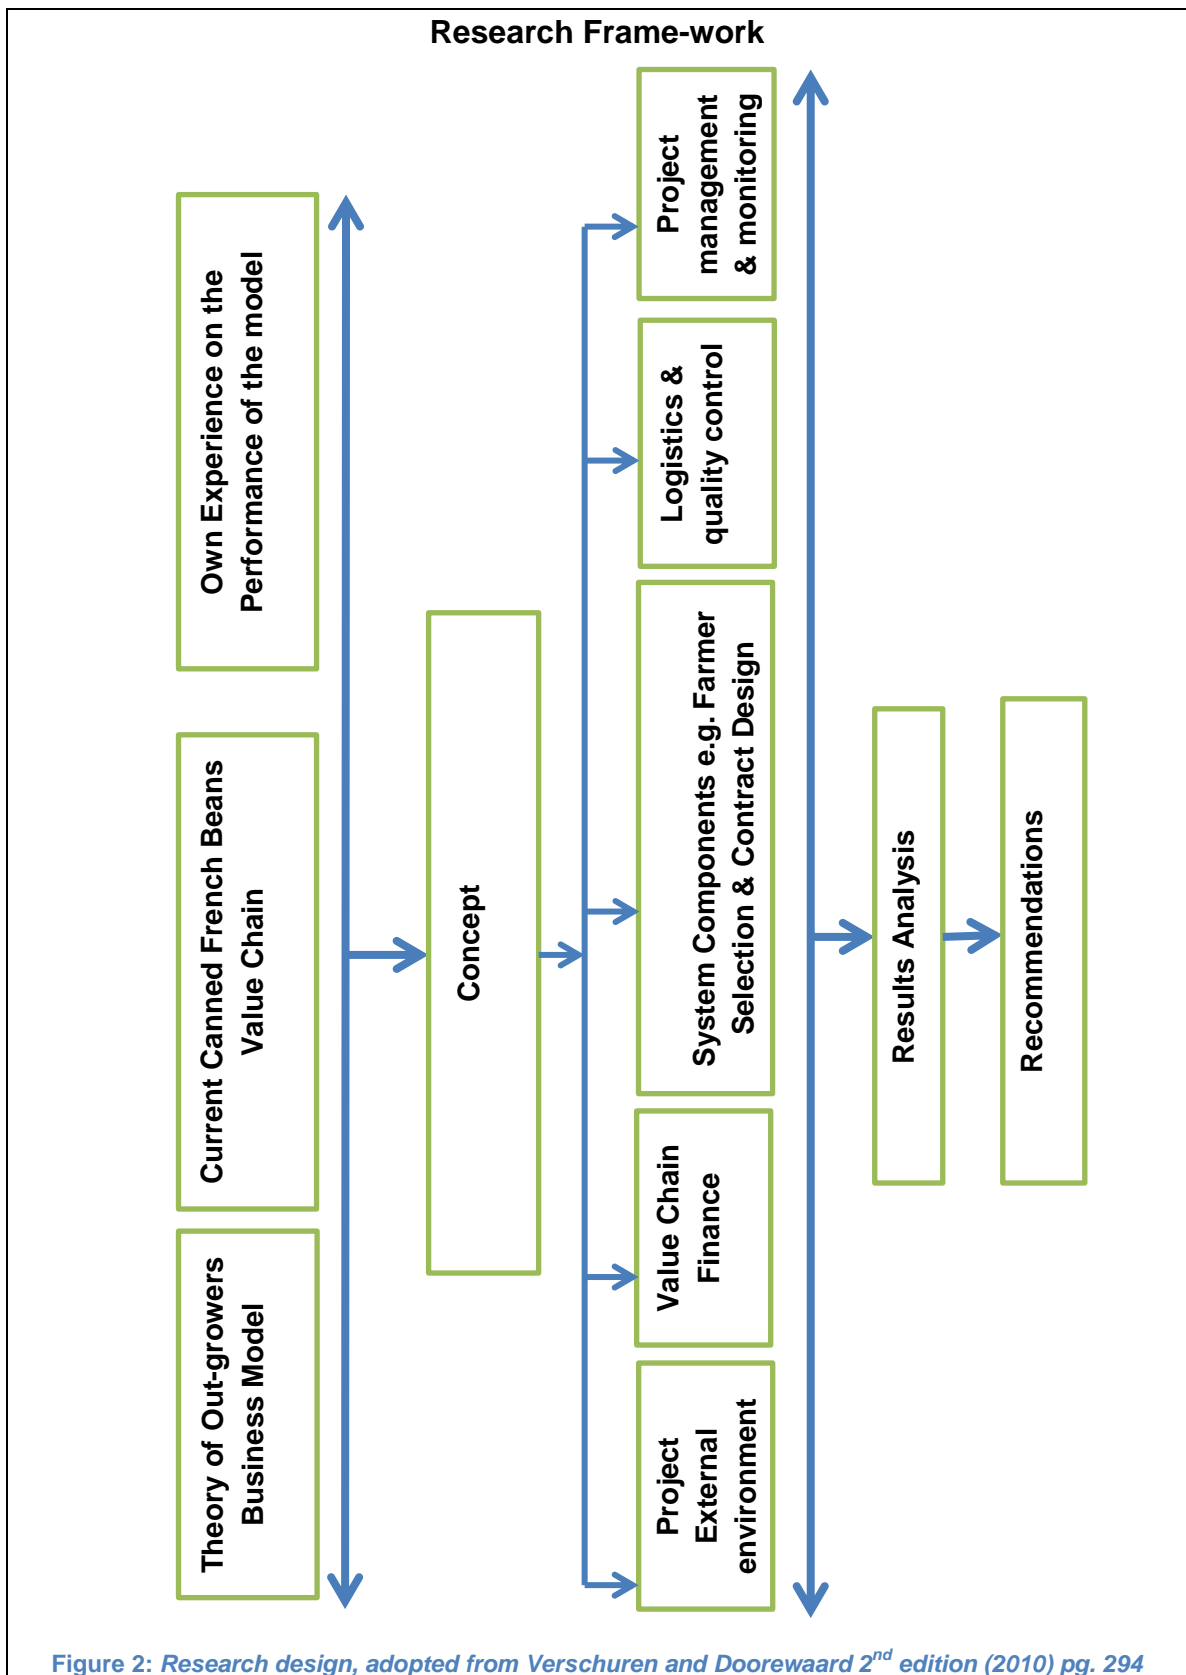 Research Frame-work
Theory of Out-growers
Business Model
Current Canned French Beans
Value Chain
Own Experience on the
Performance of the model
Concept
Project
External
environment
Value Chain
Finance
System Components e.g. Farmer
Selection & Contract Design
Logistics &
quality control
Project
management
& monitoring
Results Analysis
Recommendations
Figure 2: Research design, adopted from Verschuren and Doorewaard 2nd edition (2010) pg. 294